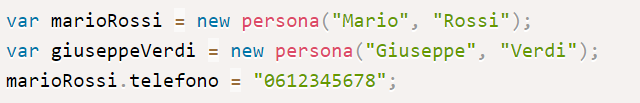 var marioRossi = new persona("Mario", "Rossi");
var giuseppeVerdi = new persona("Giuseppe", "Verdi");
marioRossi.telefono = "0612345678";